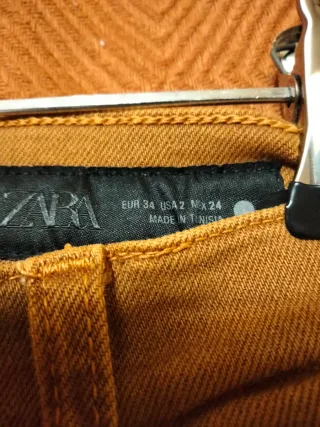 ZARA
EUR 34 USA 2 MEX 24
MADE IN TUNISIA